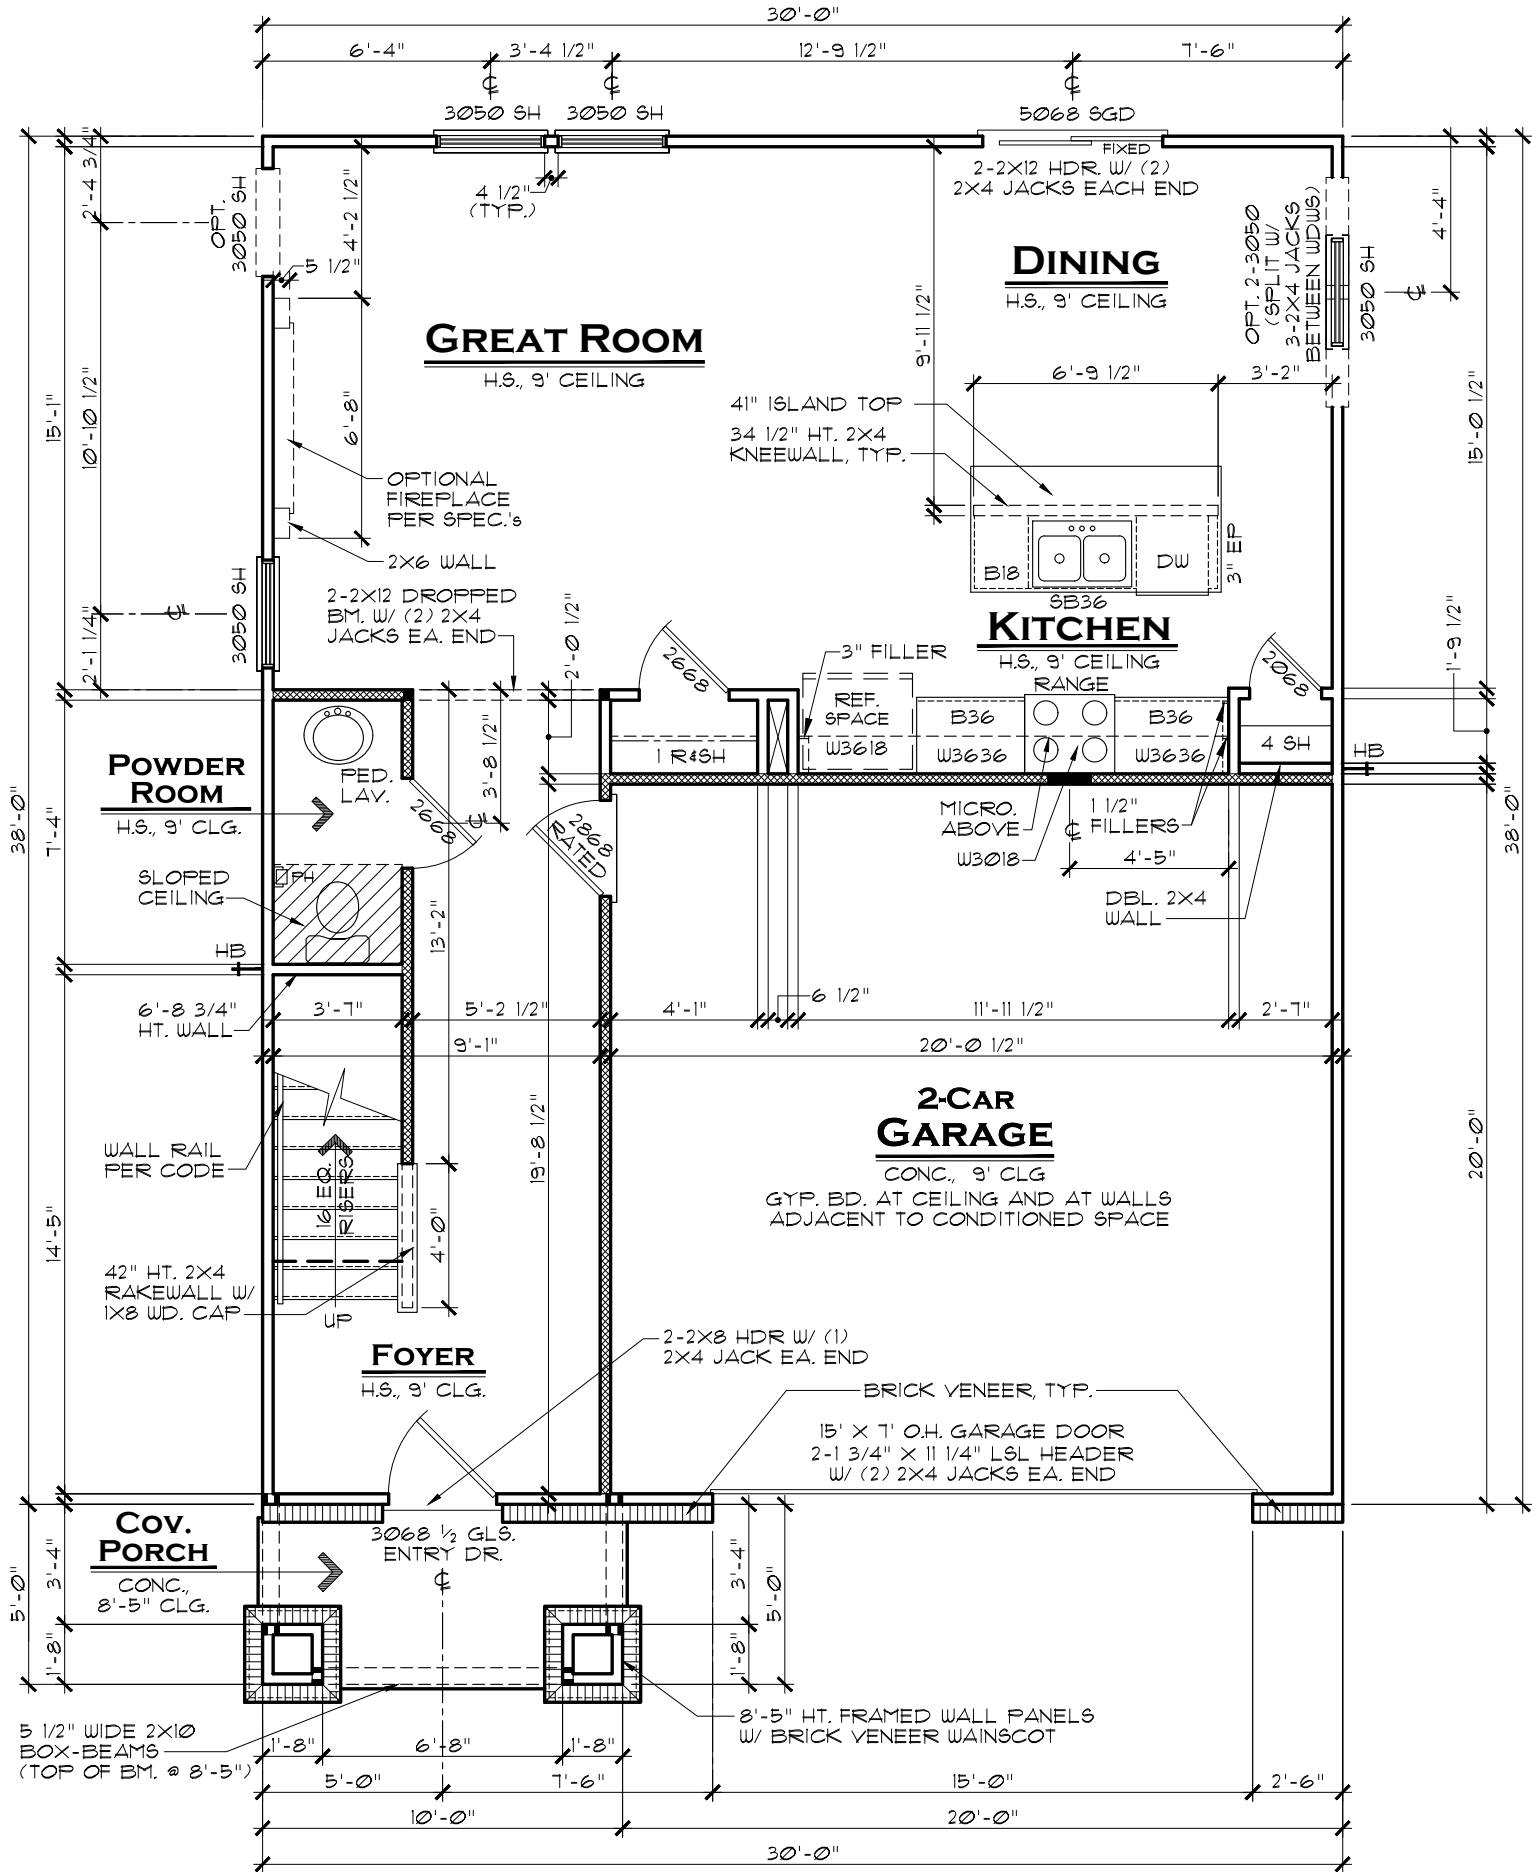 30'-0"
6'-4"
3'-4 1/2"
12'-9 1/2"
7'-6"
3050 SH
3050 SH
5068 SGD
FIXED
2-2X12 HDR. W/ (2)
2X4 JACKS EACH END
4 1/2"
(TYP.)
2'-4 3/4"
OPT.
3050 SH
4'-2 1/2"
5 1/2"
DINING
H.S., 9' CEILING
OPT. 2-3050
(SPLIT W/
3-2X4 JACKS
BETWEEN WDWS)
3050 SH
4'-4"
9'-11 1/2"
GREAT ROOM
H.S., 9' CEILING
6'-9 1/2"
3'-2"
15'-1"
10'-10 1/2"
6'-8"
41" ISLAND TOP
34 1/2" HT. 2X4
KNEEWALL, TYP.
15'-0 1/2"
OPTIONAL
FIREPLACE
PER SPEC.'s
2X6 WALL
B18
DW
3" EP
SB36
KITCHEN
H.S., 9' CEILING
RANGE
2-2X12 DROPPED
BM. W/ (2) 2X4
JACKS EA. END
3050 SH
2'-1 1/4"
2'-0 1/2"
2668
3" FILLER
2068
1'-9 1/2"
REF.
SPACE
W3618
B36
W3636
B36
W3636
1 R&SH
4 SH
HB
POWDER
ROOM
H.S., 9' CLG.
PED.
LAV.
3'-8 1/2"
2668
2868
RATED
MICRO.
ABOVE
W3018
1 1/2"
FILLERS
4'-5"
DBL. 2X4
WALL
38'-0"
7'-4"
38'-0"
SLOPED
CEILING
PH
13'-2"
HB
6'-8 3/4"
HT. WALL
3'-7"
5'-2 1/2"
4'-1"
6 1/2"
11'-11 1/2"
2'-7"
9'-1"
20'-0 1/2"
2-CAR
GARAGE
CONC., 9' CLG
GYP. BD. AT CEILING AND AT WALLS
ADJACENT TO CONDITIONED SPACE
19'-8 1/2"
20'-0"
WALL RAIL
PER CODE
16 EQ.
RISERS
14'-5"
4'-0"
42" HT. 2X4
RAKEWALL W/
1X8 WD. CAP
UP
FOYER
H.S., 9' CLG.
2-2X8 HDR W/ (1)
2X4 JACK EA. END
BRICK VENEER, TYP.
15' X 7' O.H. GARAGE DOOR
2-1 3/4" X 11 1/4" LSL HEADER
W/ (2) 2X4 JACKS EA. END
COV.
PORCH
CONC.,
8'-5" CLG.
3068 ½ GLS.
ENTRY DR.
5'-0"
3'-4"
1'-8"
3'-4"
5'-0"
1'-8"
5 1/2" WIDE 2X10
BOX-BEAMS
(TOP OF BM. @ 8'-5")
8'-5" HT. FRAMED WALL PANELS
W/ BRICK VENEER WAINSCOT
1'-8"
6'-8"
1'-8"
5'-0"
7'-6"
15'-0"
2'-6"
10'-0"
20'-0"
30'-0"